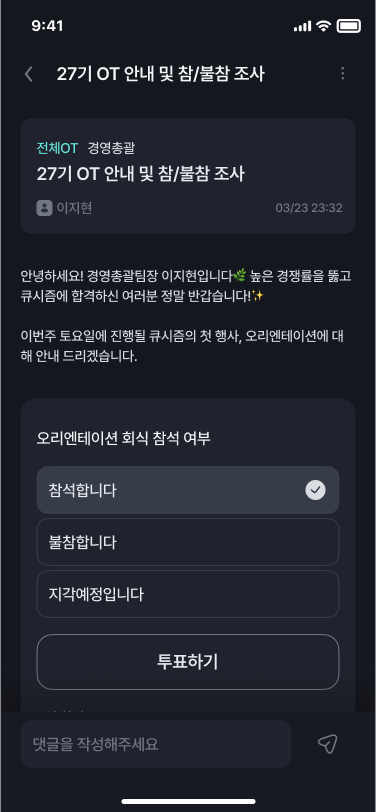 9:41
27기 OT 안내 및 참/불참 조사
전체OT 경영총괄
27기 OT 안내 및 참/불참 조사
이지현 03/23 23:32
안녕하세요! 경영총괄팀장 이지현입니다🌿 높은 경쟁률을 뚫고
큐시즘에 합격하신 여러분 정말 반갑습니다!✨
이번주 토요일에 진행될 큐시즘의 첫 행사, 오리엔테이션에 대
해 안내 드리겠습니다.
오리엔테이션 회식 참석 여부
참석합니다
불참합니다
지각예정입니다
투표하기
댓글을 작성해주세요